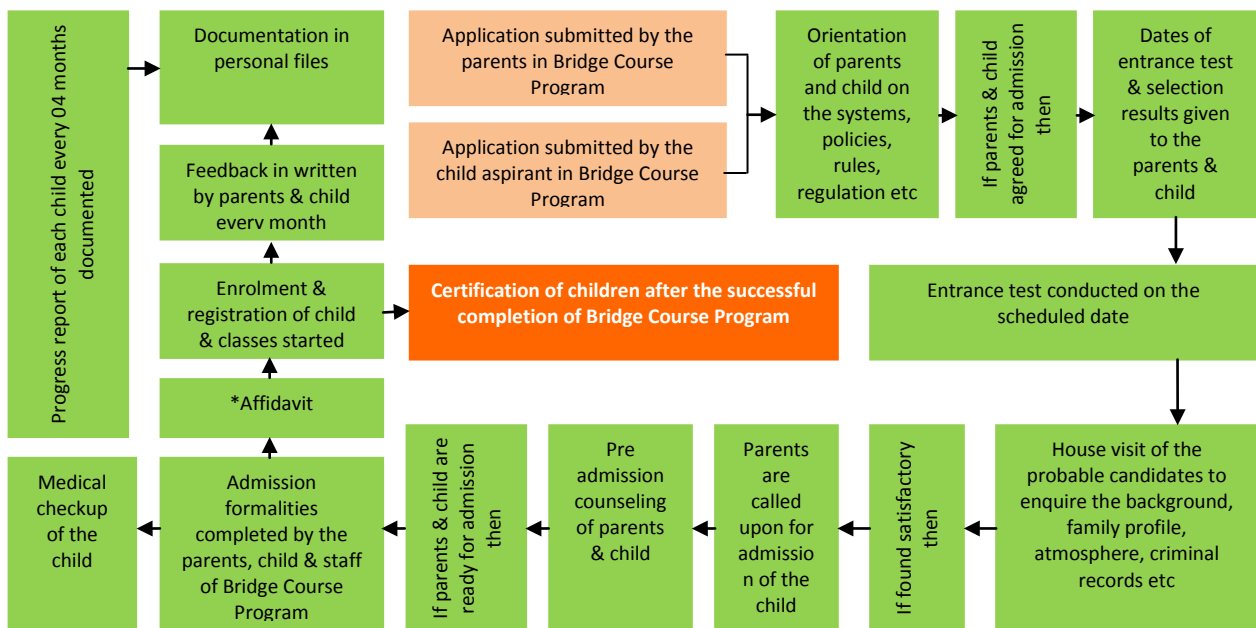 Progress report of each child every 04 months
documented
Documentation in
personal files
Feedback in written
by parents & child
every month
Enrolment &
registration of child
& classes started
*Affidavit
Application submitted by the
parents in Bridge Course
Program
Application submitted by the
child aspirant in Bridge Course
Program
Orientation
of parents
and child on
the systems,
policies,
rules,
regulation etc
If parents & child
agreed for admission
then
Dates of
entrance test
& selection
results given
to the
parents &
child
Certification of children after the successful
completion of Bridge Course Program
Entrance test conducted on the
scheduled date
Medical
checkup
of the
child
Admission
formalities
completed by the
parents, child & staff
of Bridge Course
Program
If parents & child are
ready for admission
then
Pre
admission
counseling
of parents
& child
Parents
are
called
upon for
admissio
n of the
child
If found satisfactory
then
House visit of the
probable candidates to
enquire the background,
family profile,
atmosphere, criminal
records etc